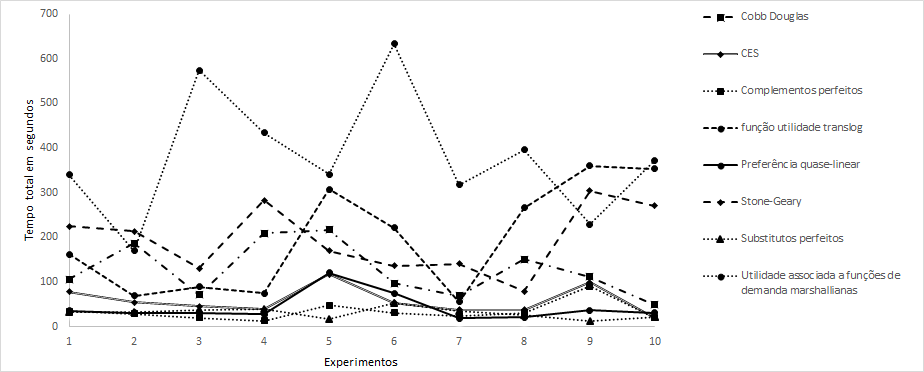 700
600
500
400
300
200
100
0
Tempo total em segundos
1 2 3 4 5 6 7 8 9 10
Experimentos
Cobb Douglas
CES
Complementos perfeitos
função utilidade translog
Preferência quase-linear
Stone-Geary
Substitutos perfeitos
Utilidade associada a funções de
demanda marshallianas